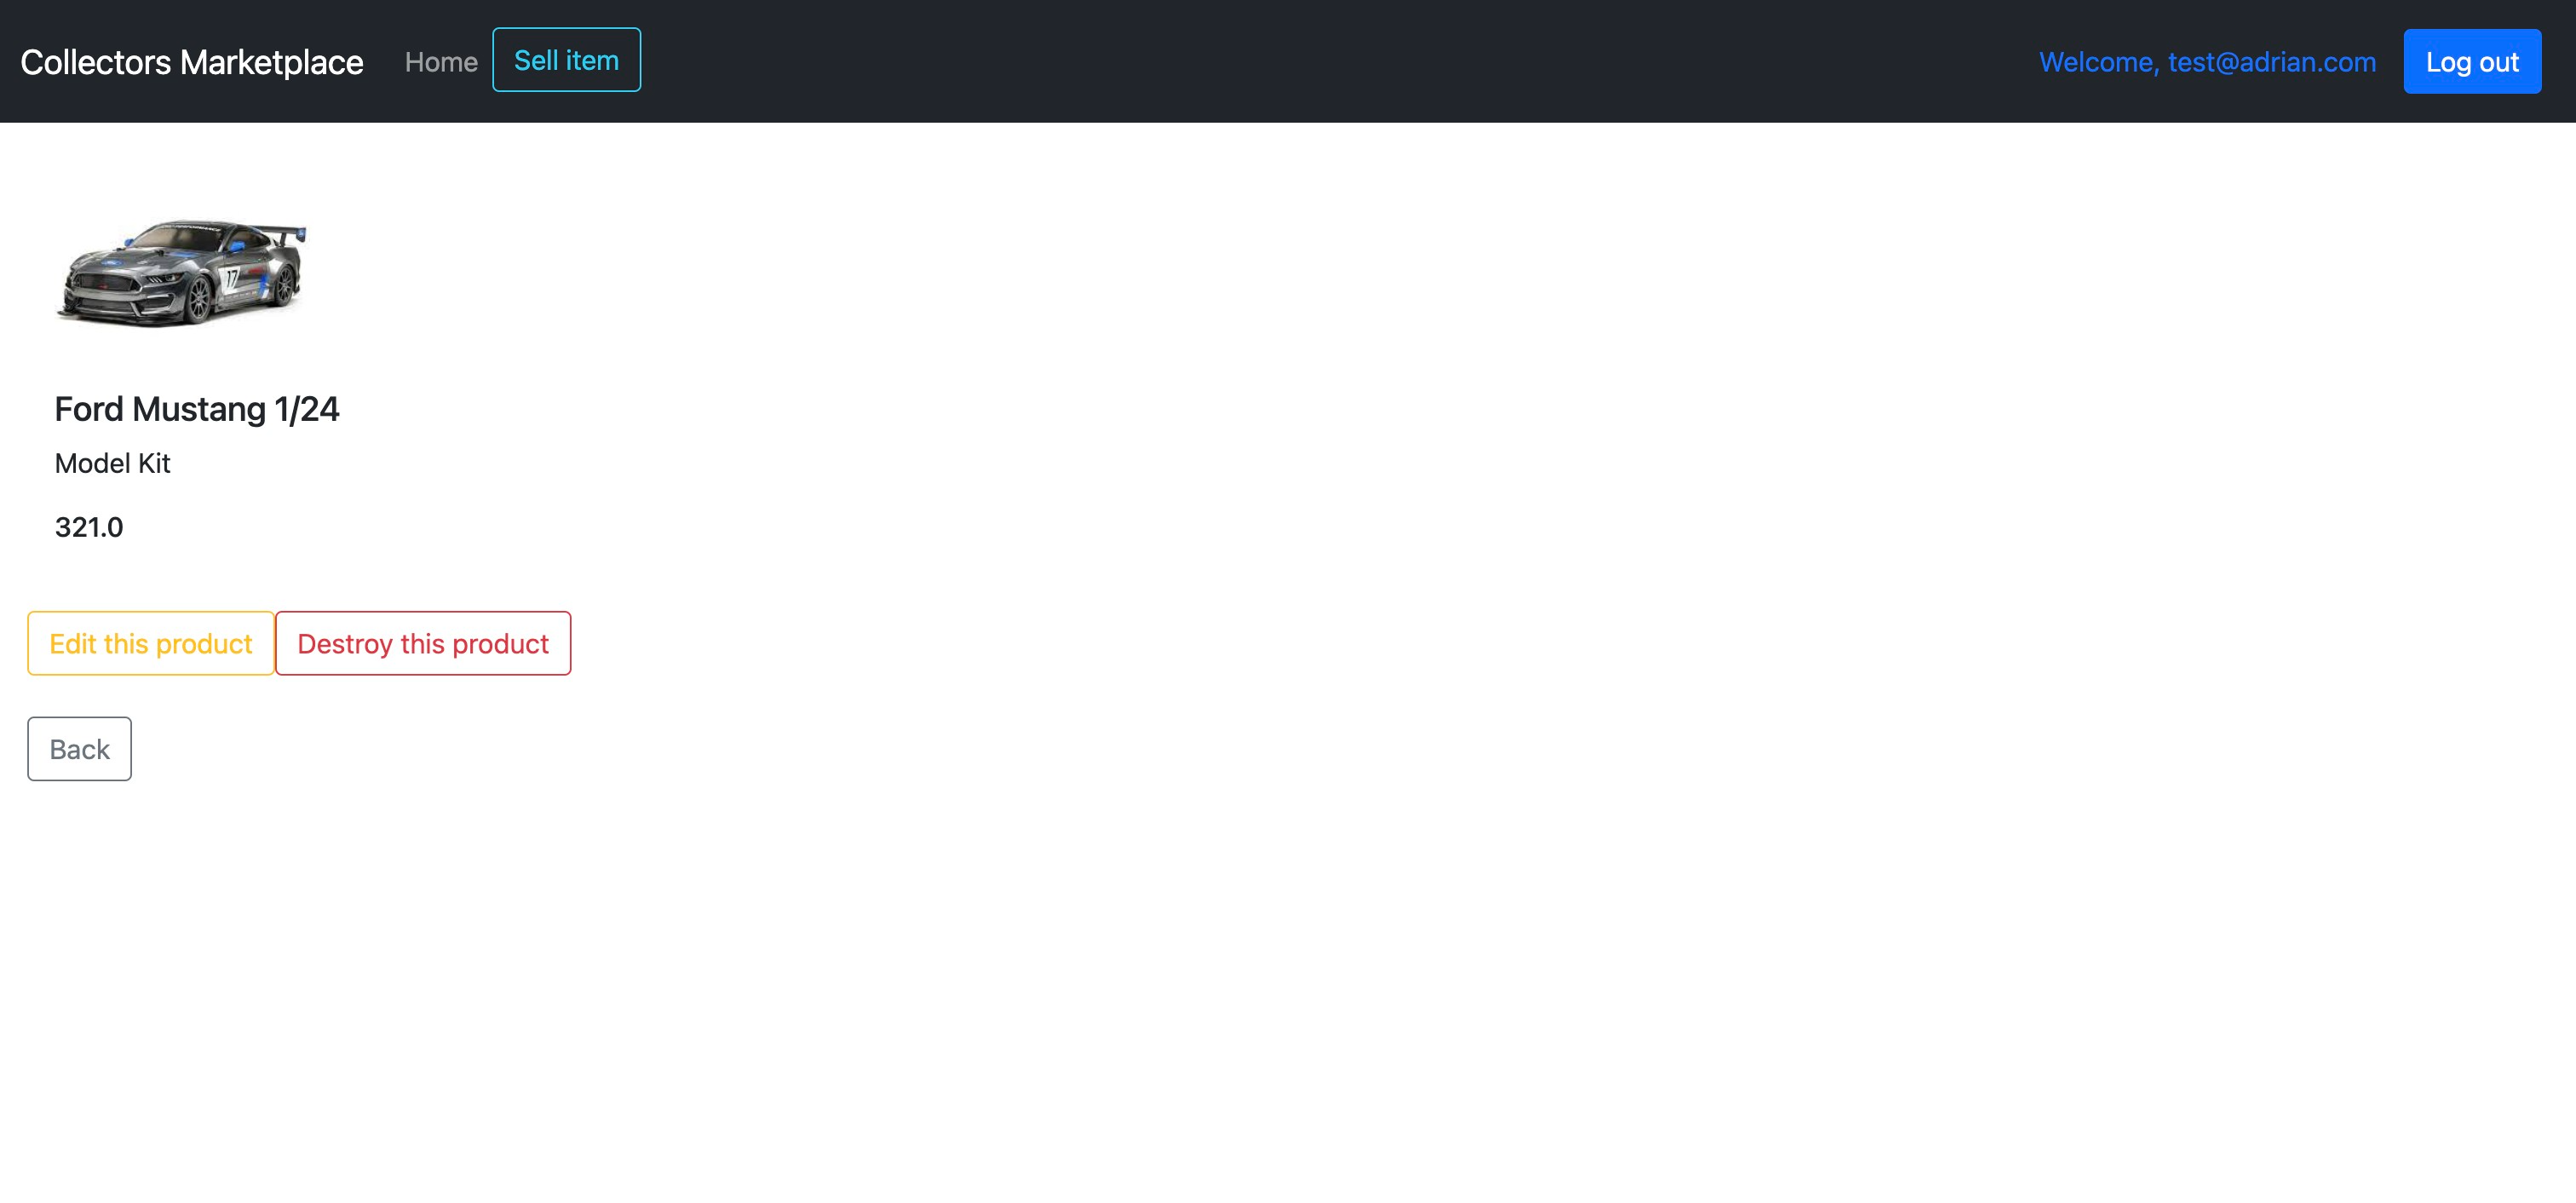 Collectors Marketplace Home Sell item Welcome, test@adrian.com Log out
17
Ford Mustang 1/24
Model Kit
321.0
Edit this product Destroy this product
Back